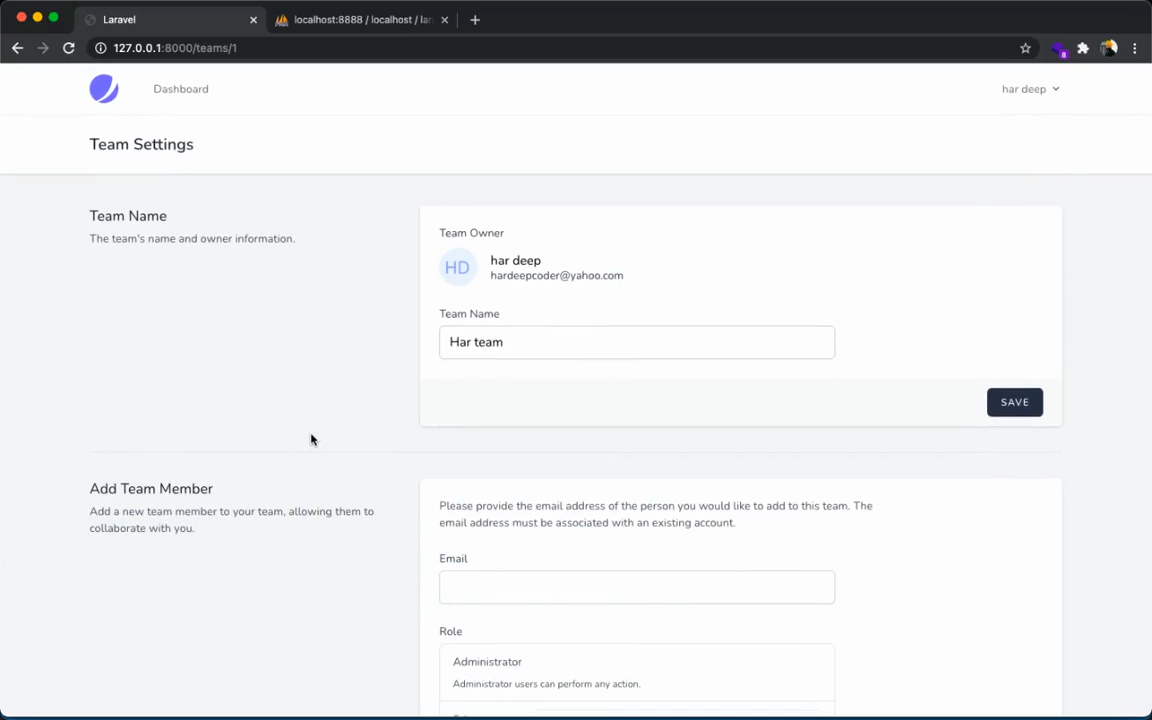 Laravel
localhost:8888 / localhost / lar
127.0.0.1:8000/teams/1
8
Dashboard
har deep
Team Settings
Team Name
The team's name and owner information.
Team Owner
HD
har deep
hardeepcoder@yahoo.com
Team Name
Har team
SAVE
Add Team Member
Add a new team member to your team, allowing them to
collaborate with you.
Please provide the email address of the person you would like to add to this team. The
email address must be associated with an existing account.
Email
Role
Administrator
Administrator users can perform any action.